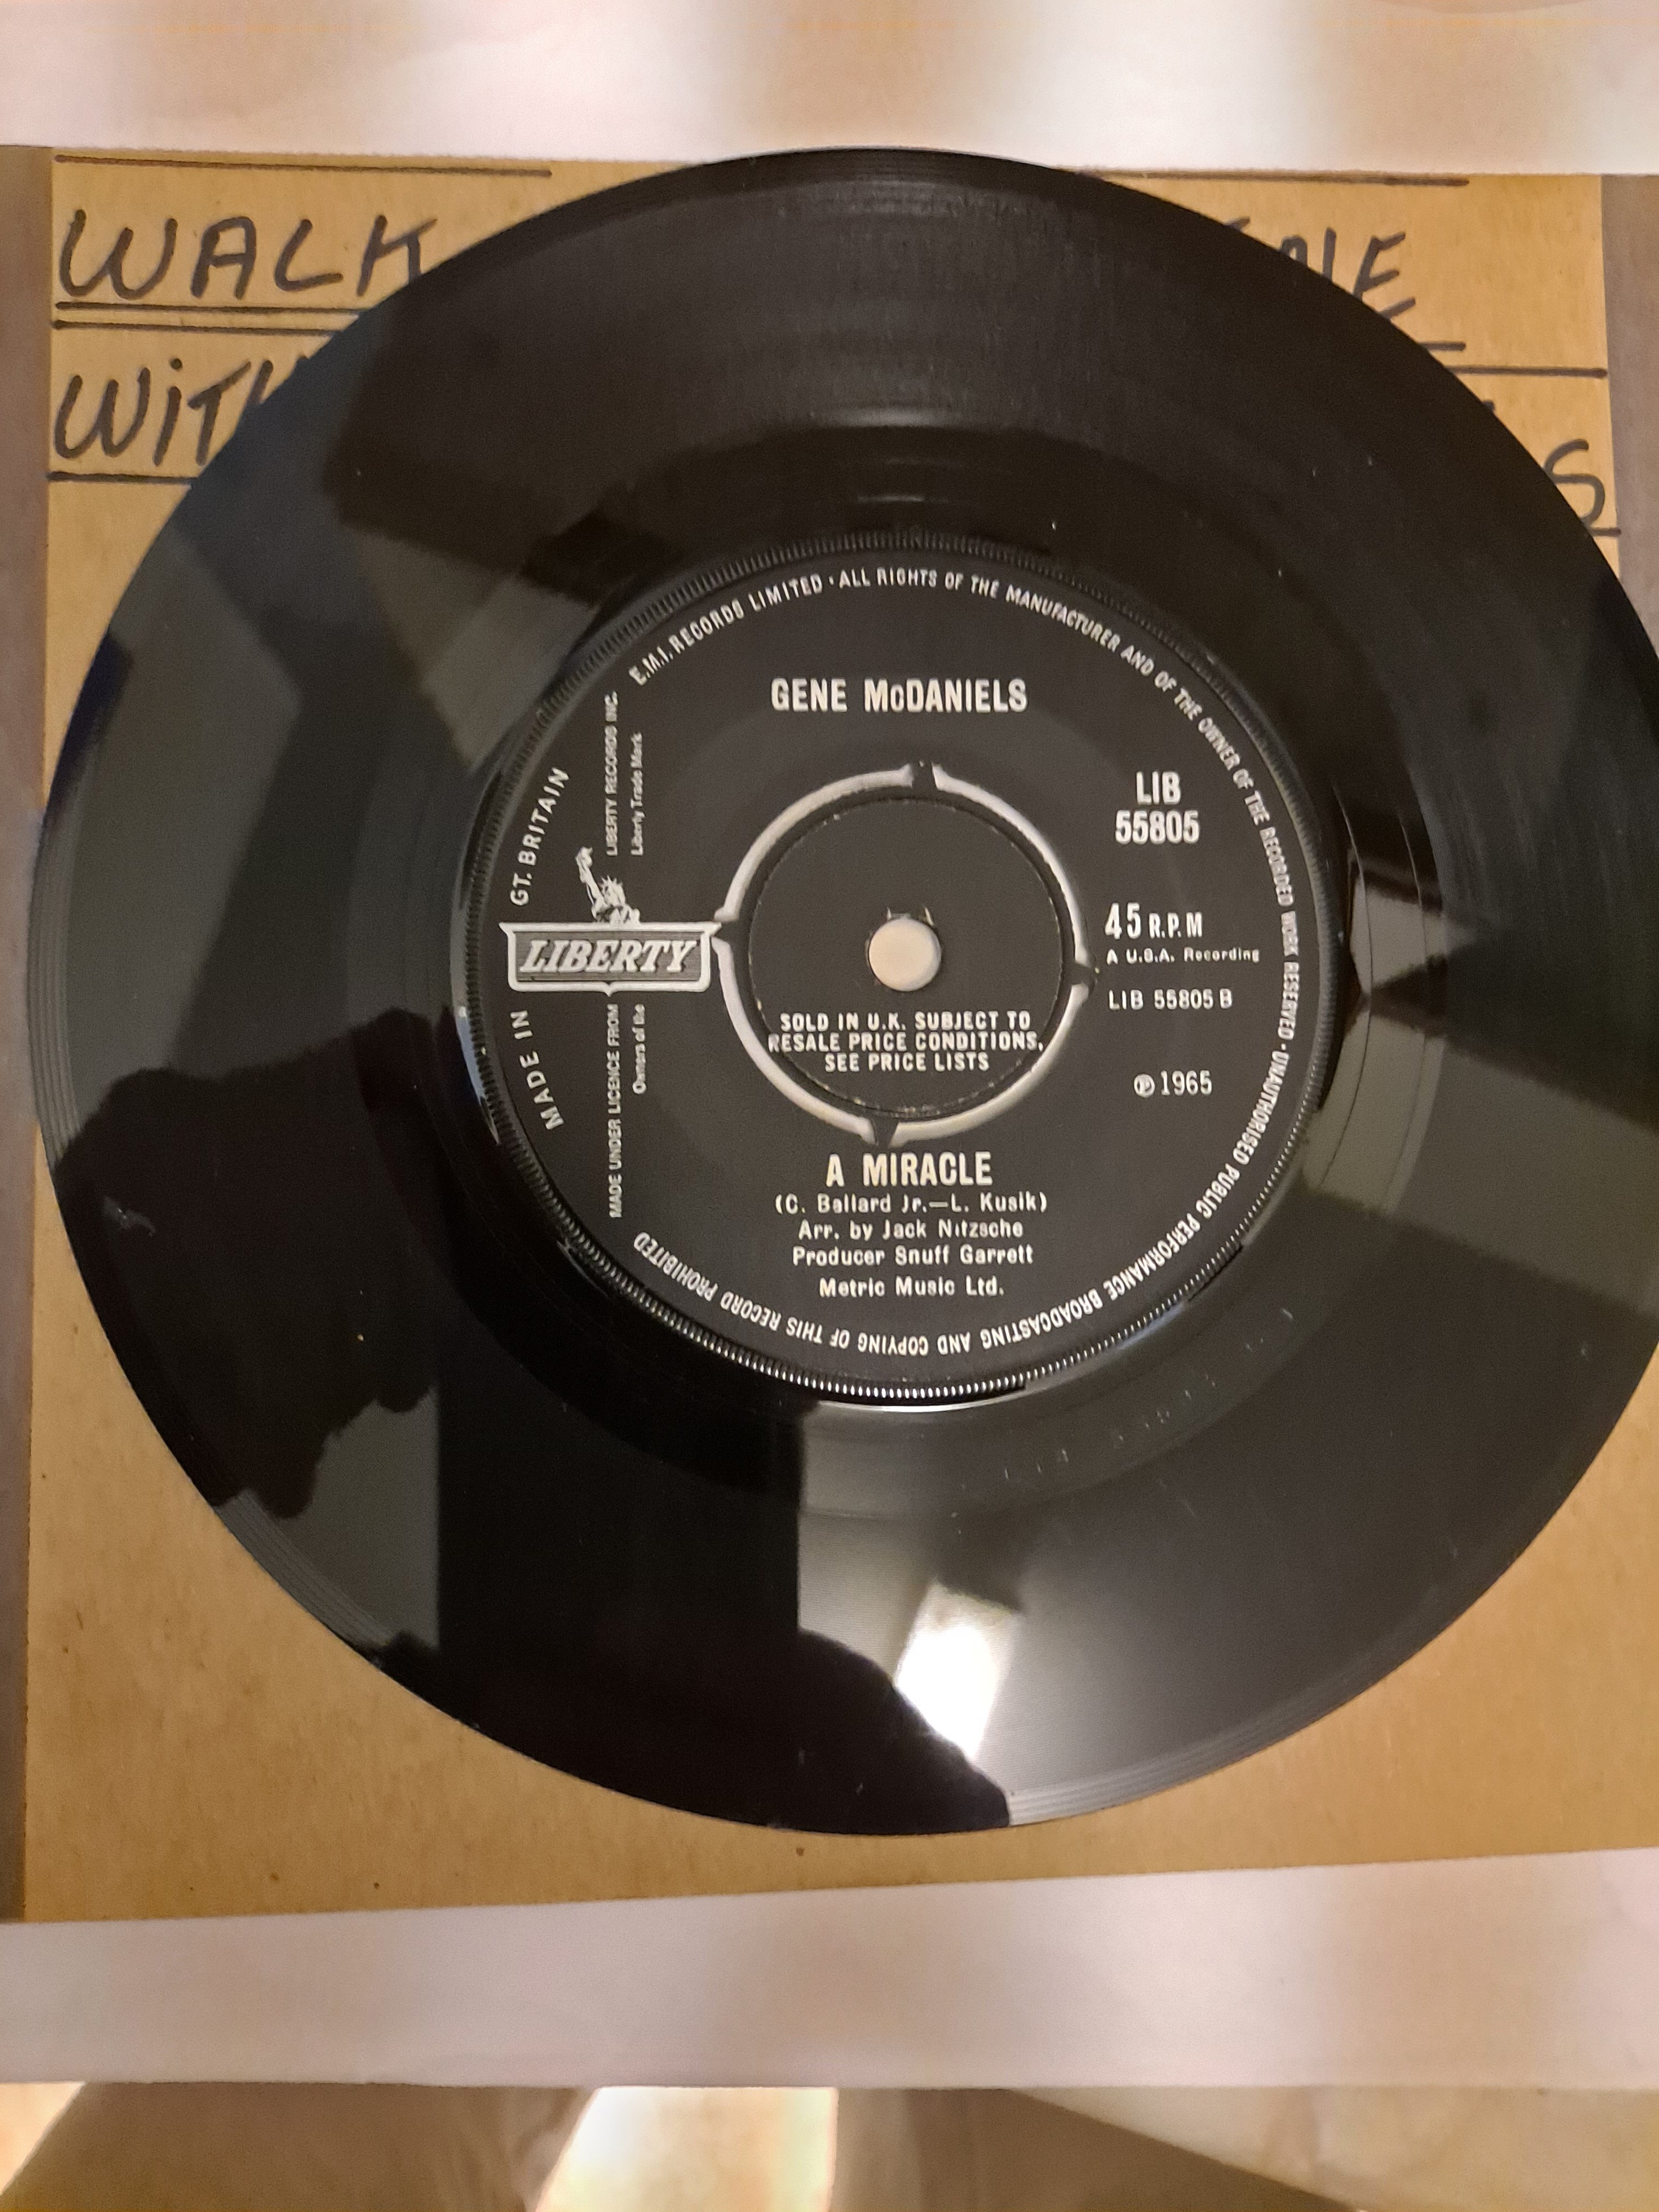 WALK
WITH
S
E.M.I. RECORDS LIMITED · ALL RIGHTS OF THE MANUFACTURER AND OF THE OWNER OF THE RECORDED WORK RESERVED · UNAUTHORISED PUBLIC PERFORMANCE BROADCASTING AND COPYING OF THIS RECORD PROHIBITED
GENE McDANIELS
MADE IN GT. BRITAIN
LIBERTY RECORDS INC.
Liberty Trade Mark
MADE UNDER LICENCE FROM
Owners of the
LIBERTY
LIB
55805
45 R.P.M
A U.S.A. Recording
LIB 55805 B
℗ 1965
SOLD IN U.K. SUBJECT TO
RESALE PRICE CONDITIONS,
SEE PRICE LISTS
A MIRACLE
(C. Ballard Jr.—L. Kusik)
Arr. by Jack Nitzsche
Producer Snuff Garrett
Metric Music Ltd.